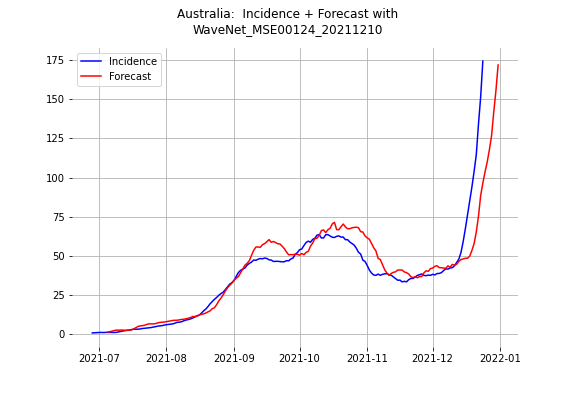 Australia:  Incidence + Forecast with
WaveNet_MSE00124_20211210
Incidence
Forecast
175
150
125
100
75
50
25
0
2021-07 2021-08 2021-09 2021-10 2021-11 2021-12 2022-01